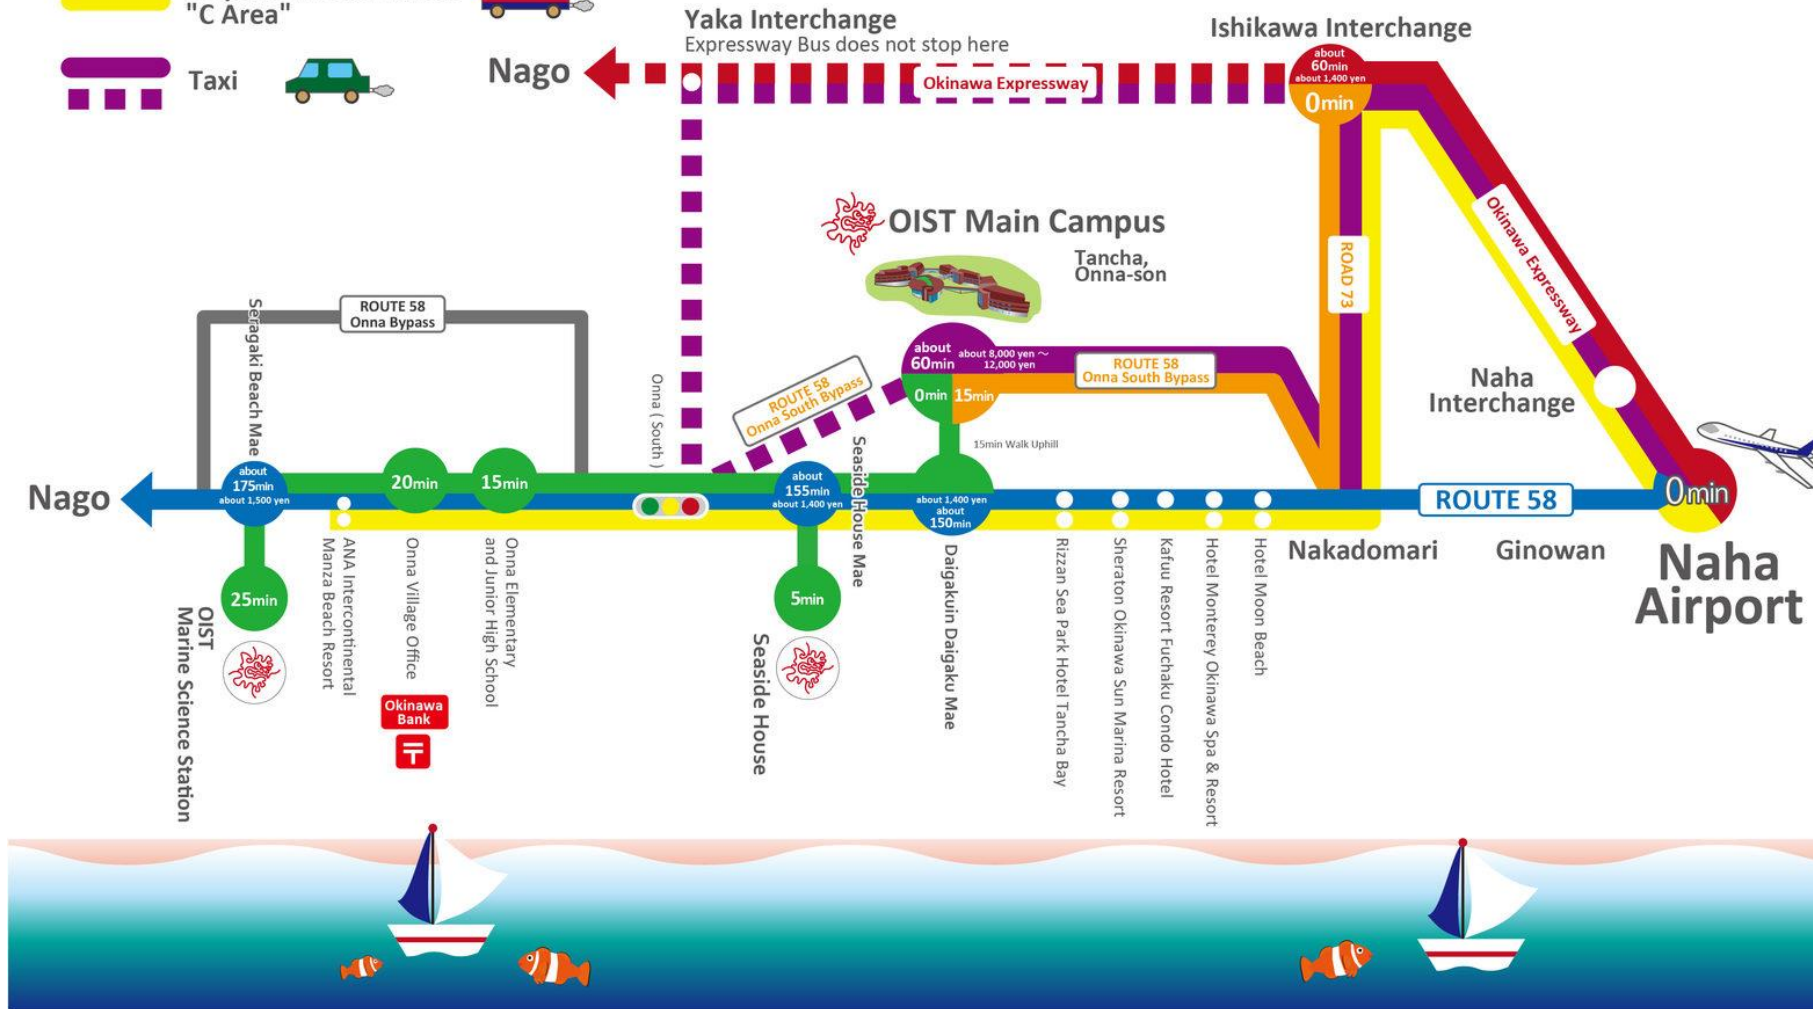 "C Area"
Taxi
Nago
Yaka Interchange
Expressway Bus does not stop here
Okinawa Expressway
Ishikawa Interchange
about
60min
about 1,400 yen
0min
OIST Main Campus
Tancha,
Onna-son
ROAD 73
Okinawa Expressway
Naha
Interchange
ROUTE 58
Onna Bypass
Seragaki Beach Mae
Onna ( South )
ROUTE 58
Onna South Bypass
about
60min
about 8,000 yen ～
12,000 yen
0min
15min
ROUTE 58
Onna South Bypass
15min Walk Uphill
Seaside House Mae
Nago
about
175min
about 1,500 yen
20min
15min
about
155min
about 1,400 yen
about 1,400 yen
about
150min
ROUTE 58
0min
Nakadomari
Ginowan
Naha
Airport
25min
5min
OIST
Marine Science Station
ANA Intercontinental
Manza Beach Resort
Onna Village Office
Onna Elementary
and Junior High School
Okinawa
Bank
〒
Seaside House
Daigakuin Daigaku Mae
Rizzan Sea Park Hotel Tancha Bay
Sheraton Okinawa Sun Marina Resort
Kafuu Resort Fuchaku Condo Hotel
Hotel Monterey Okinawa Spa & Resort
Hotel Moon Beach